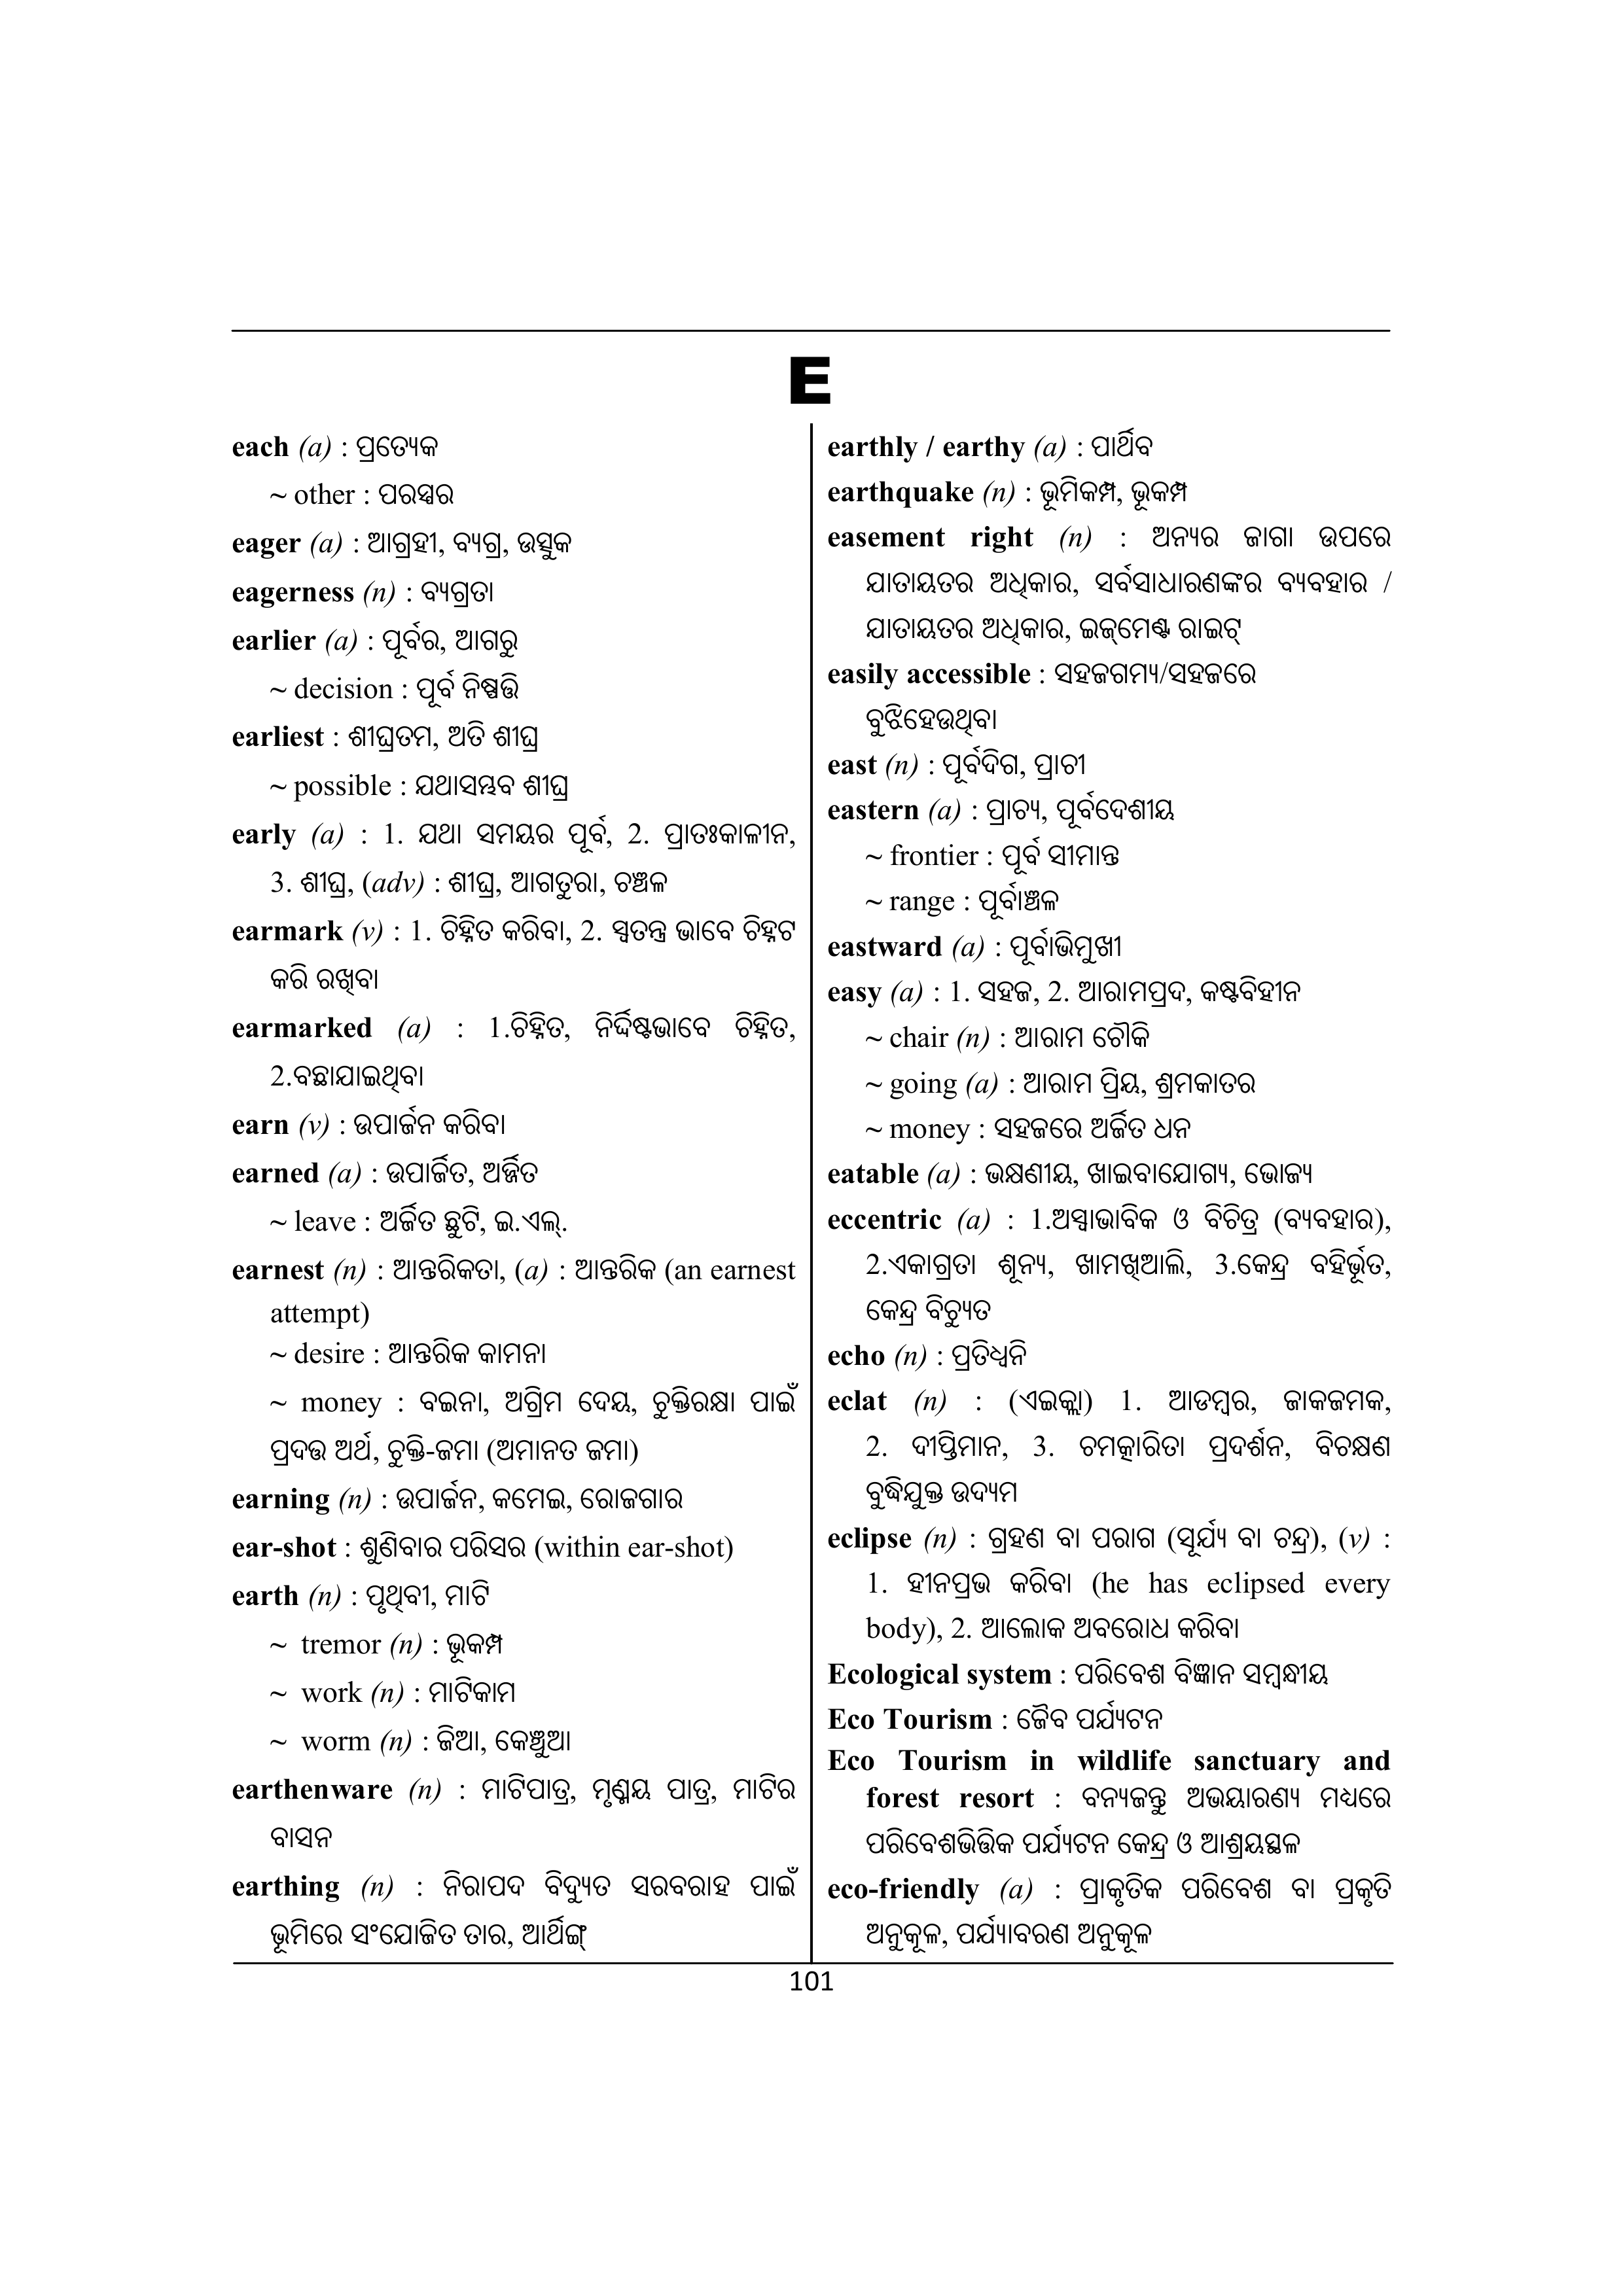 E
each (a) : ପ୍ରତ୍ୟେକ
~ other : ପରସ୍ପର
eager (a) : ଆଗ୍ରହୀ, ବ୍ୟଗ୍ର, ଉତ୍ସୁକ
eagerness (n) : ବ୍ୟଗ୍ରତା
earlier (a) : ପୂର୍ବର, ଆଗରୁ
~ decision : ପୂର୍ବ ନିଷ୍ପତ୍ତି
earliest : ଶୀଘ୍ରତମ, ଅତି ଶୀଘ୍ର
~ possible : ଯଥାସମ୍ଭବ ଶୀଘ୍ର
early (a) : 1. ଯଥା ସମୟର ପୂର୍ବ, 2. ପ୍ରାତଃକାଳୀନ,
3. ଶୀଘ୍ର, (adv) : ଶୀଘ୍ର, ଆଗତୁରା, ଚଞ୍ଚଳ
earmark (v) : 1. ଚିହ୍ନିତ କରିବା, 2. ସ୍ୱତନ୍ତ୍ର ଭାବେ ଚିହ୍ନଟ
କରି ରଖିବା
earmarked (a) : 1.ଚିହ୍ନିତ, ନିର୍ଦ୍ଦିଷ୍ଟଭାବେ ଚିହ୍ନିତ,
2.ବଛାଯାଇଥିବା
earn (v) : ଉପାର୍ଜନ କରିବା
earned (a) : ଉପାର୍ଜିତ, ଅର୍ଜ୍ଜିତ
~ leave : ଅର୍ଜିତ ଛୁଟି, ଇ.ଏଲ୍.
earnest (n) : ଆନ୍ତରିକତା, (a) : ଆନ୍ତରିକ (an earnest
attempt)
~ desire : ଆନ୍ତରିକ କାମନା
~ money : ବଇନା, ଅଗ୍ରିମ ଦେୟ, ଚୁକ୍ତିରକ୍ଷା ପାଇଁ
ପ୍ରଦତ୍ତ ଅର୍ଥ, ଚୁକ୍ତି-ଜମା (ଅମାନତ ଜମା)
earning (n) : ଉପାର୍ଜନ, କମେଇ, ରୋଜଗାର
ear-shot : ଶୁଣିବାର ପରିସର (within ear-shot)
earth (n) : ପୃଥିବୀ, ମାଟି
~ tremor (n) : ଭୂକମ୍ପ
~ work (n) : ମାଟିକାମ
~ worm (n) : ଜିଆ, କେଞ୍ଚୁଆ
earthenware (n) : ମାଟିପାତ୍ର, ମୃଣ୍ମୟ ପାତ୍ର, ମାଟିର
ବାସନ
earthing (n) : ନିରାପଦ ବିଦ୍ୟୁତ ସରବରାହ ପାଇଁ
ଭୂମିରେ ସଂଯୋଜିତ ତାର, ଆର୍ଥିଙ୍ଗ୍
earthly / earthy (a) : ପାର୍ଥିବ
earthquake (n) : ଭୂମିକମ୍ପ, ଭୂକମ୍ପ
easement right (n) : ଅନ୍ୟର ଜାଗା ଉପରେ
ଯାତାୟତର ଅଧିକାର, ସର୍ବସାଧାରଣଙ୍କର ବ୍ୟବହାର /
ଯାତାୟତର ଅଧିକାର, ଇଜ୍‌ମେଣ୍ଟ ରାଇଟ୍
easily accessible : ସହଜଗମ୍ୟ/ସହଜରେ
ବୁଝିହେଉଥିବା
east (n) : ପୂର୍ବଦିଗ, ପ୍ରାଚୀ
eastern (a) : ପ୍ରାଚ୍ୟ, ପୂର୍ବଦେଶୀୟ
~ frontier : ପୂର୍ବ ସୀମାନ୍ତ
~ range : ପୂର୍ବାଞ୍ଚଳ
eastward (a) : ପୂର୍ବାଭିମୁଖୀ
easy (a) : 1. ସହଜ, 2. ଆରାମପ୍ରଦ, କଷ୍ଟବିହୀନ
~ chair (n) : ଆରାମ ଚୌକି
~ going (a) : ଆରାମ ପ୍ରିୟ, ଶ୍ରମକାତର
~ money : ସହଜରେ ଅର୍ଜିତ ଧନ
eatable (a) : ଭକ୍ଷଣୀୟ, ଖାଇବାଯୋଗ୍ୟ, ଭୋଜ୍ୟ
eccentric (a) : 1.ଅସ୍ୱାଭାବିକ ଓ ବିଚିତ୍ର (ବ୍ୟବହାର),
2.ଏକାଗ୍ରତା ଶୂନ୍ୟ, ଖାମଖିଆଲି, 3.କେନ୍ଦ୍ର ବହିର୍ଭୂତ,
କେନ୍ଦ୍ର ବିଚ୍ୟୁତ
echo (n) : ପ୍ରତିଧ୍ୱନି
eclat (n) : (ଏଇକ୍ଲା) 1. ଆଡମ୍ବର, ଜାକଜମକ,
2. ଦୀପ୍ତିମାନ, 3. ଚମତ୍କାରିତା ପ୍ରଦର୍ଶନ, ବିଚକ୍ଷଣ
ବୁଦ୍ଧିଯୁକ୍ତ ଉଦ୍ୟମ
eclipse (n) : ଗ୍ରହଣ ବା ପରାଗ (ସୂର୍ଯ୍ୟ ବା ଚନ୍ଦ୍ର), (v) :
1. ହୀନପ୍ରଭ କରିବା (he has eclipsed every
body), 2. ଆଲୋକ ଅବରୋଧ କରିବା
Ecological system : ପରିବେଶ ବିଜ୍ଞାନ ସମ୍ବନ୍ଧୀୟ
Eco Tourism : ଜୈବ ପର୍ଯ୍ୟଟନ
Eco Tourism in wildlife sanctuary and
forest resort : ବନ୍ୟଜନ୍ତୁ ଅଭୟାରଣ୍ୟ ମଧ୍ୟରେ
ପରିବେଶଭିତ୍ତିକ ପର୍ଯ୍ୟଟନ କେନ୍ଦ୍ର ଓ ଆଶ୍ରୟସ୍ଥଳ
eco-friendly (a) : ପ୍ରାକୃତିକ ପରିବେଶ ବା ପ୍ରକୃତି
ଅନୁକୂଳ, ପର୍ଯ୍ୟାବରଣ ଅନୁକୂଳ
101